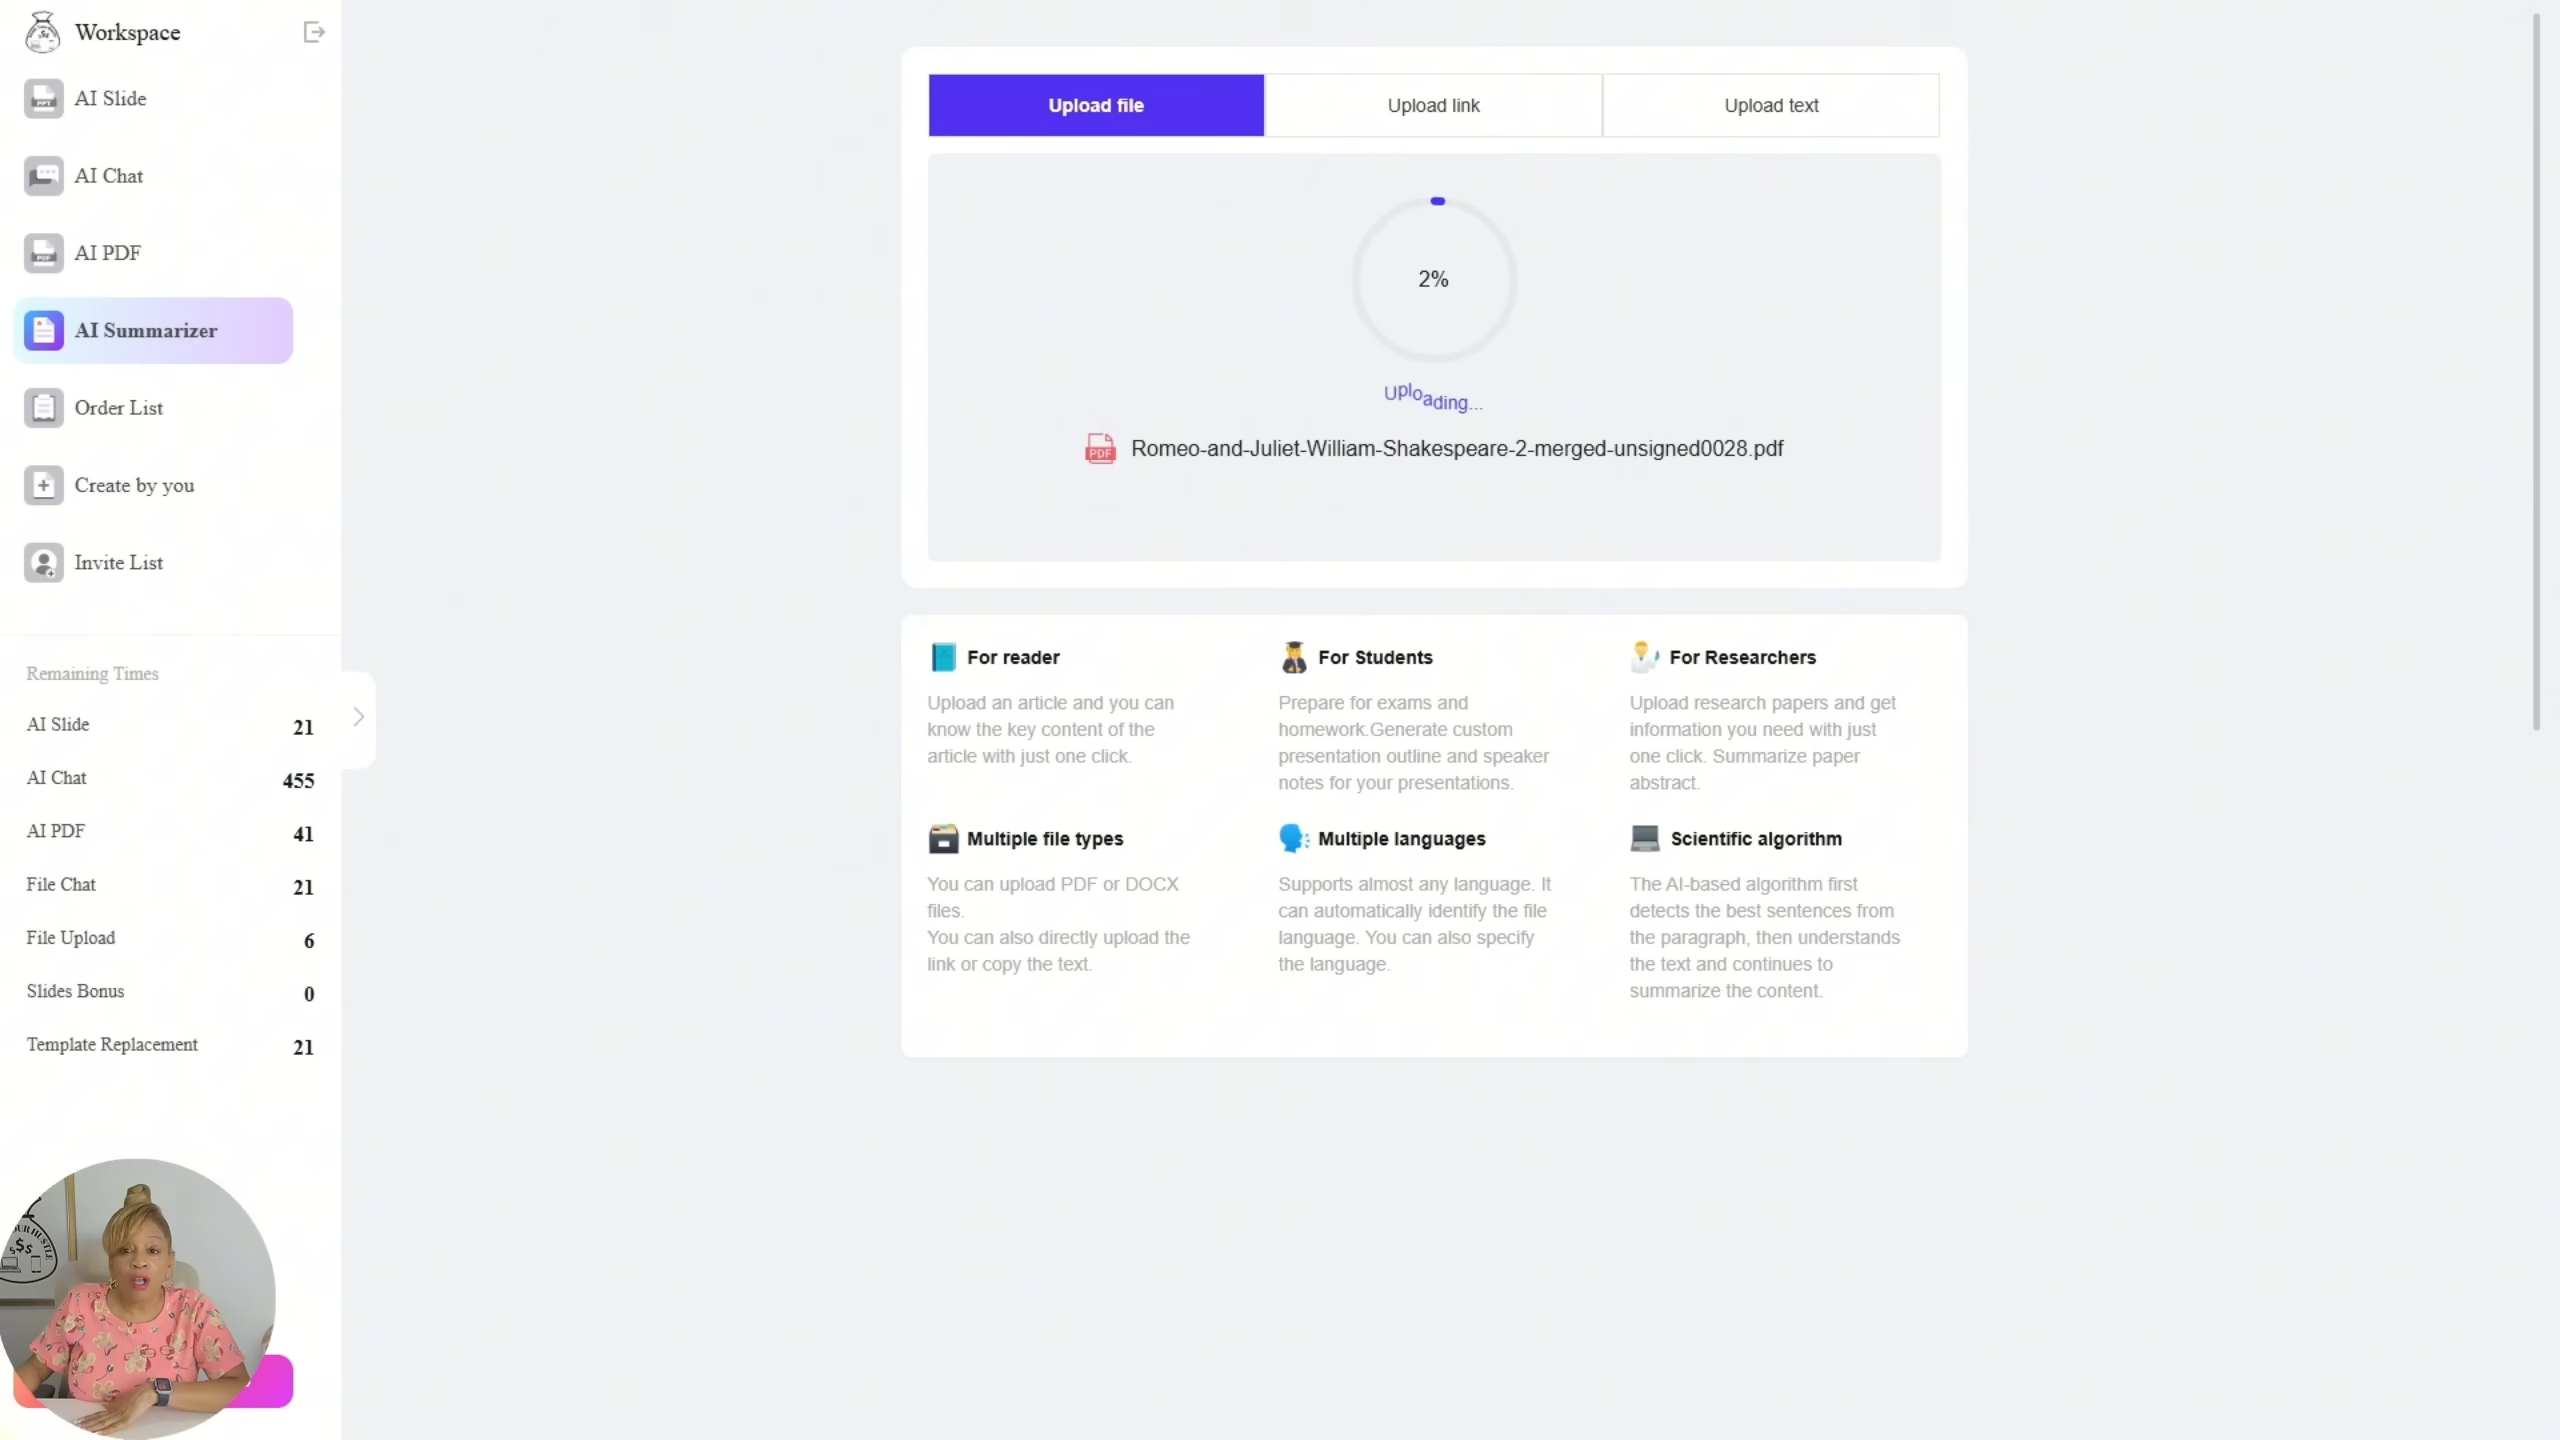 Workspace
AI Slide
AI Chat
AI PDF
AI Summarizer
Order List
Create by you
Invite List
Remaining Times
AI Slide 21
AI Chat 455
AI PDF 41
File Chat 21
File Upload 6
Slides Bonus 0
Template Replacement 21
Upload file
Upload link
Upload text
2%
Uploading...
PDF
Romeo-and-Juliet-William-Shakespeare-2-merged-unsigned0028.pdf
For reader
Upload an article and you can
know the key content of the
article with just one click.
For Students
Prepare for exams and
homework.Generate custom
presentation outline and speaker
notes for your presentations.
For Researchers
Upload research papers and get
information you need with just
one click. Summarize paper
abstract.
Multiple file types
You can upload PDF or DOCX
files.
You can also directly upload the
link or copy the text.
Multiple languages
Supports almost any language. It
can automatically identify the file
language. You can also specify
the language.
Scientific algorithm
The AI-based algorithm first
detects the best sentences from
the paragraph, then understands
the text and continues to
summarize the content.
HUSTLE
$$$